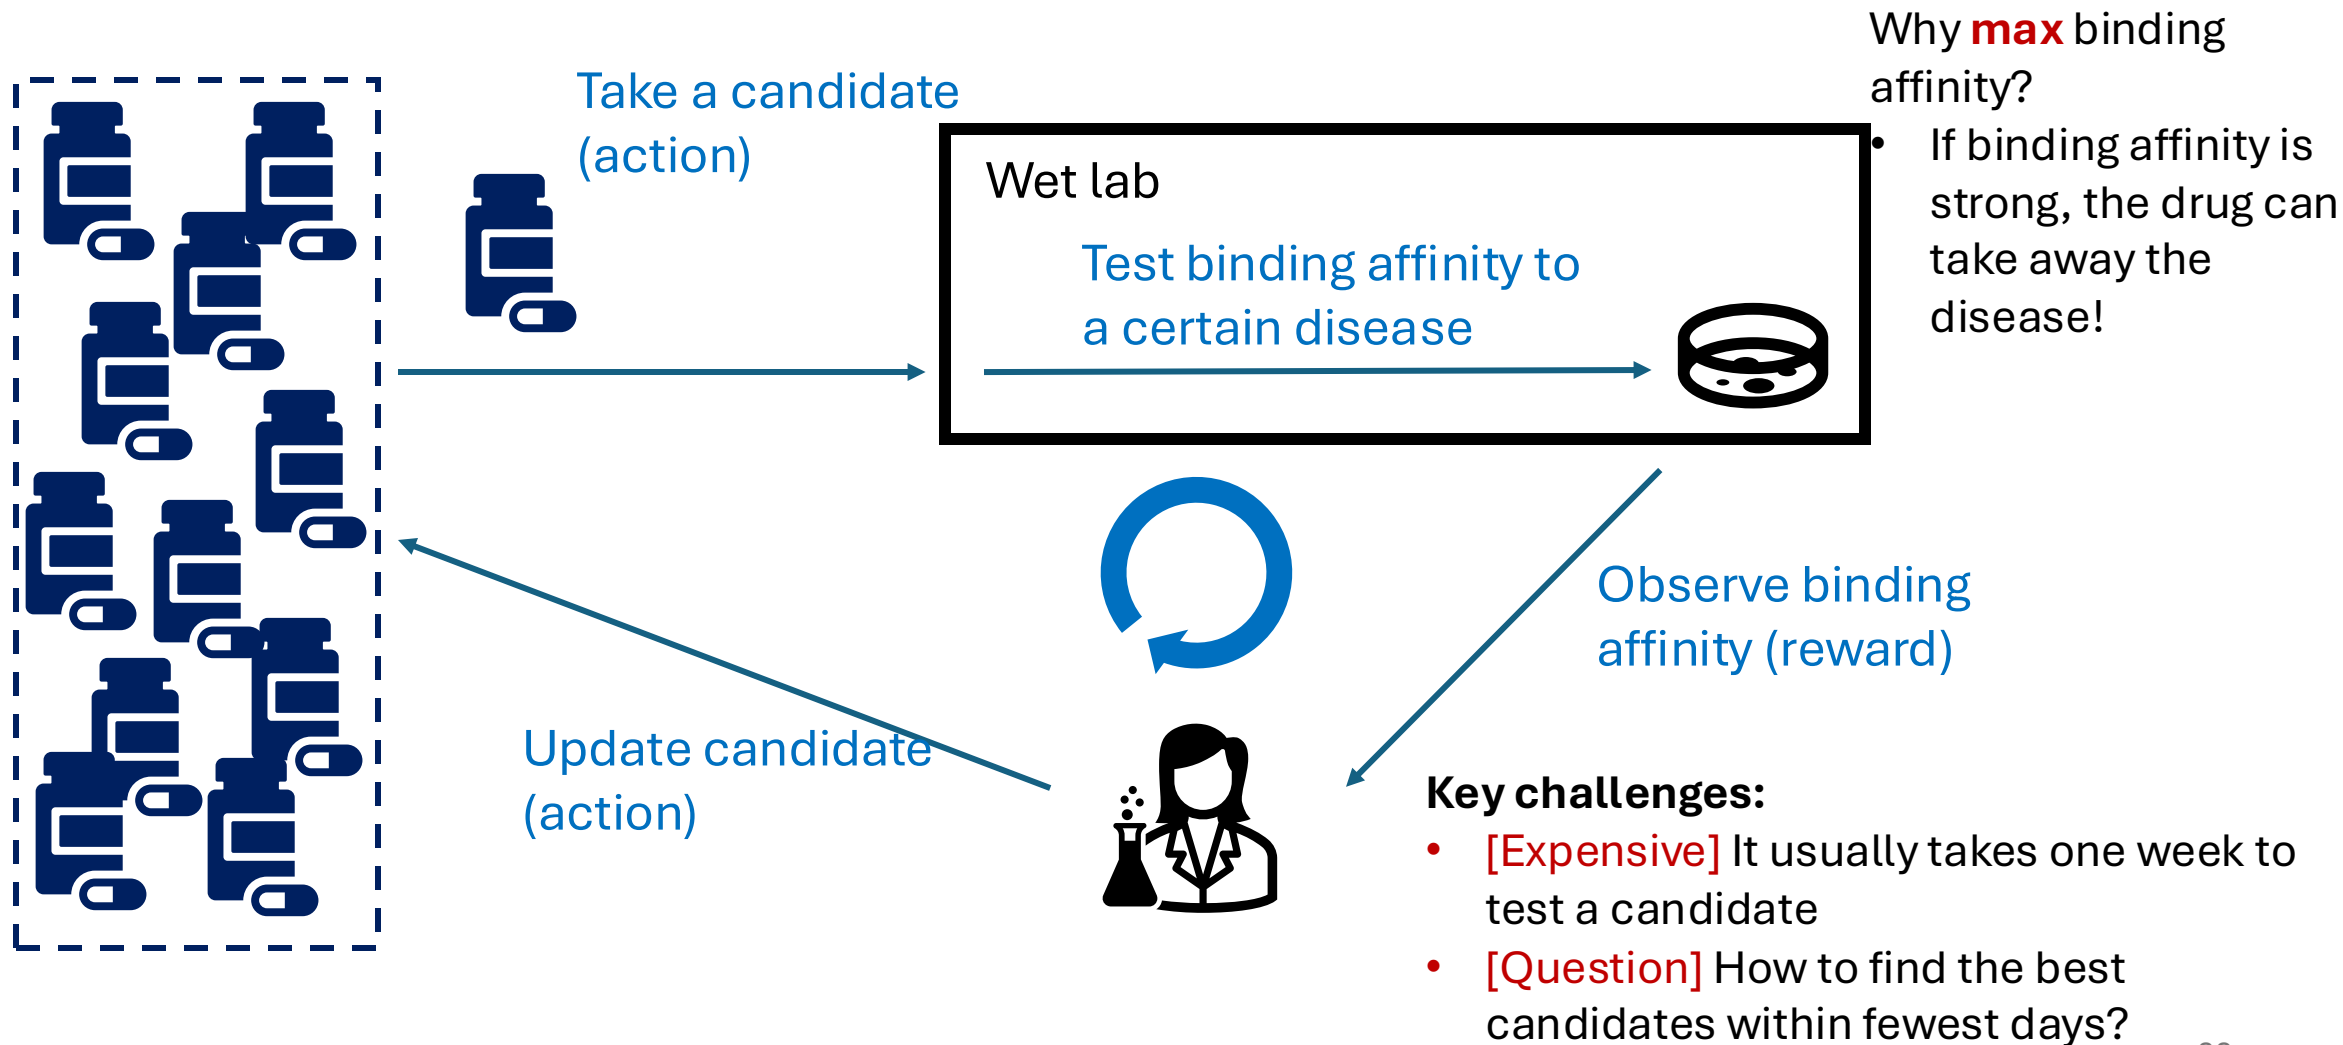 Take a candidate
(action)
Wet lab
Test binding affinity to
a certain disease
Why max binding
affinity?
• If binding affinity is
strong, the drug can
take away the
disease!
Observe binding
affinity (reward)
Update candidate
(action)
Key challenges:
• [Expensive] It usually takes one week to
test a candidate
• [Question] How to find the best
candidates within fewest days?